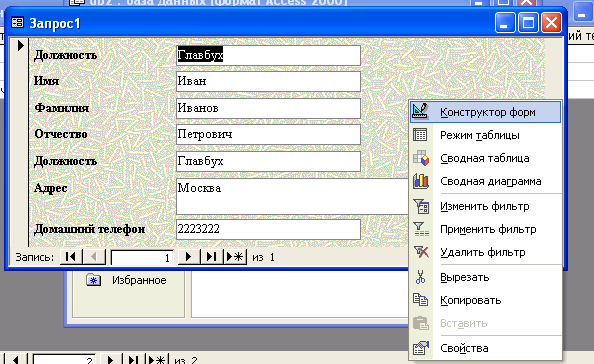 db2 : база данных (формат Access 2000)
Запрос1
Должность Главбух
Имя Иван
Фамилия Иванов
Отчество Петрович
Должность Главбух
Адрес Москва
Домашний телефон 2223222
Запись: 1 из 1
Конструктор форм
Режим таблицы
Сводная таблица
Сводная диаграмма
Изменить фильтр
Применить фильтр
Удалить фильтр
Вырезать
Копировать
Вставить
Свойства
Избранное
2 из 2